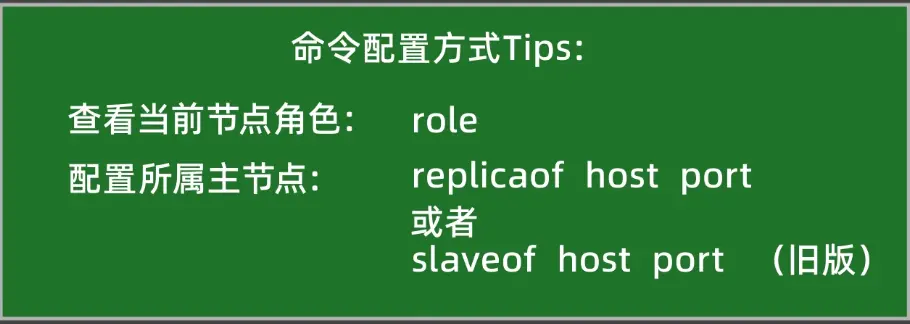 命令配置方式Tips：
查看当前节点角色： role
配置所属主节点： replicaof host port
或者
slaveof host port （旧版）